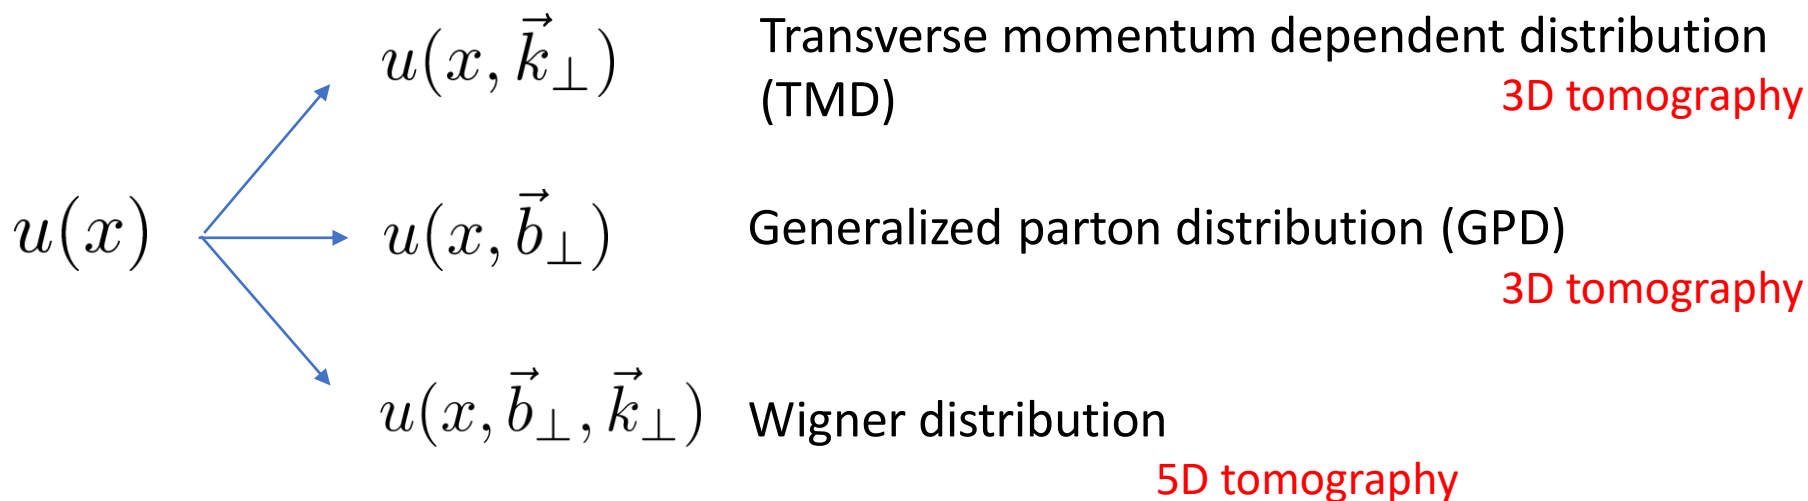 u(x, k⃗⊥) Transverse momentum dependent distribution
(TMD) 3D tomography
u(x) u(x, b⃗⊥) Generalized parton distribution (GPD)
3D tomography
u(x, b⃗⊥, k⃗⊥) Wigner distribution
5D tomography